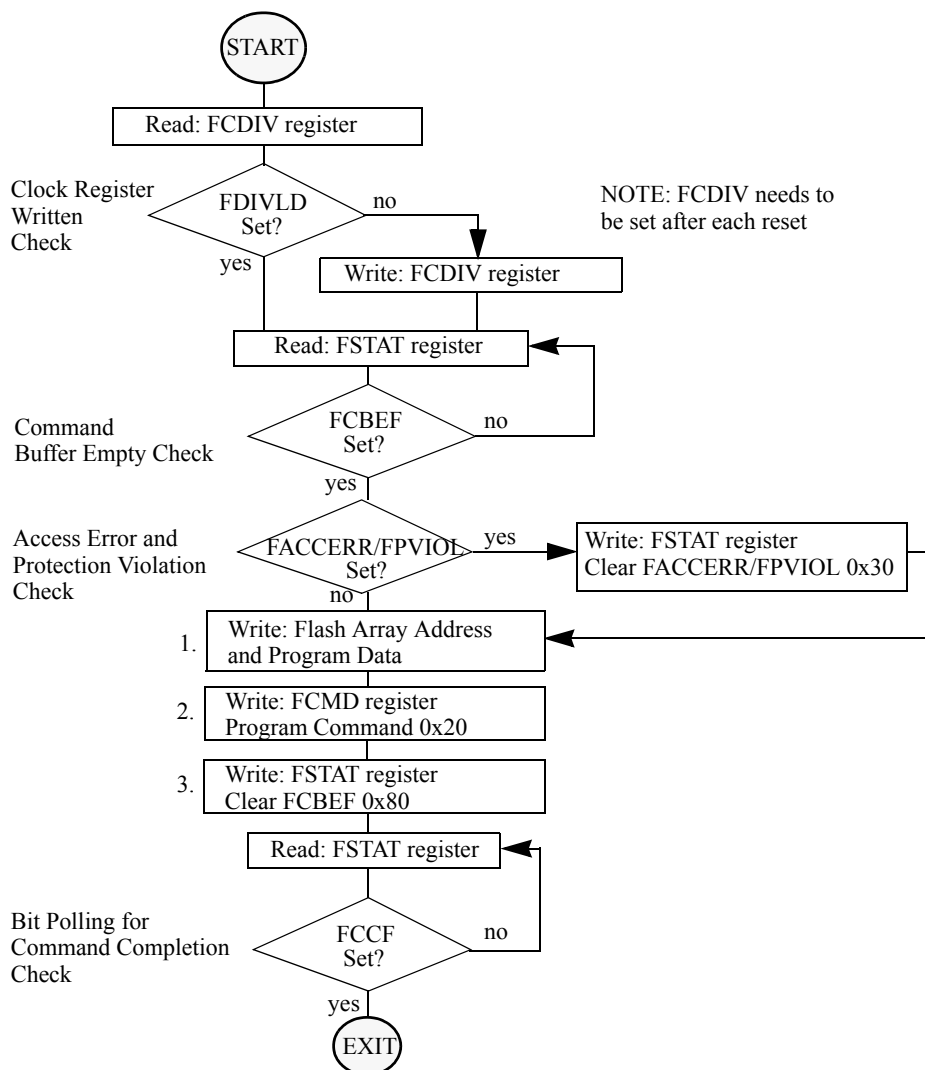 START
Read: FCDIV register
Clock Register
Written
Check
FDIVLD
Set?
no
yes
NOTE: FCDIV needs to
be set after each reset
Write: FCDIV register
Read: FSTAT register
Command
Buffer Empty Check
FCBEF
Set?
no
yes
Access Error and
Protection Violation
Check
FACCERR/FPVIOL
Set?
yes
no
Write: FSTAT register
Clear FACCERR/FPVIOL 0x30
1.
Write: Flash Array Address
and Program Data
2.
Write: FCMD register
Program Command 0x20
3.
Write: FSTAT register
Clear FCBEF 0x80
Read: FSTAT register
Bit Polling for
Command Completion
Check
FCCF
Set?
no
yes
EXIT